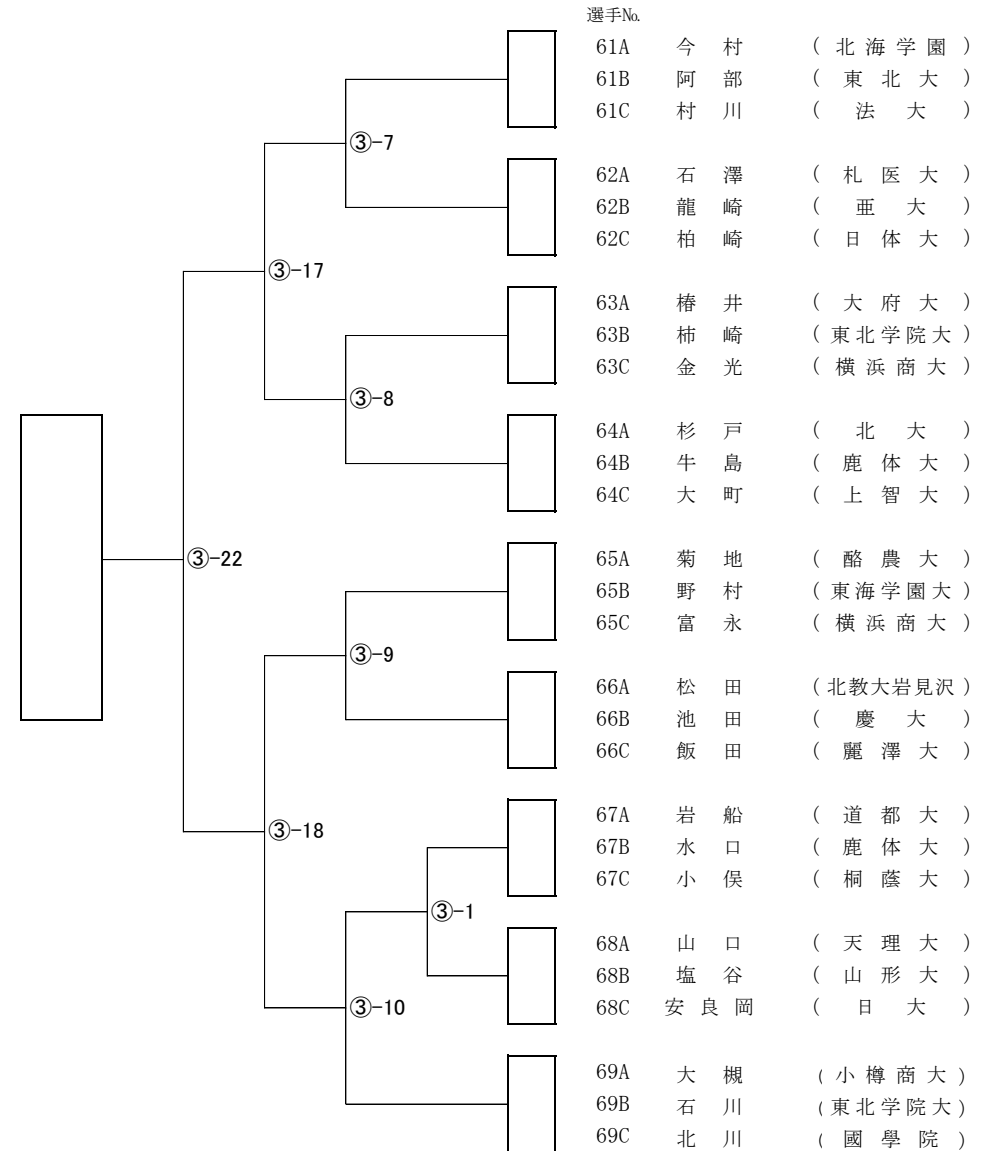 選手№
61A 今村 (北海学園)
61B 阿部 (東北大)
61C 村川 (法大)
③-7
62A 石澤 (札医大)
62B 龍崎 (亜大)
62C 柏崎 (日体大)
③-17
63A 椿井 (大府大)
63B 柿崎 (東北学院大)
63C 金光 (横浜商大)
③-8
64A 杉戸 (北大)
64B 牛島 (鹿体大)
64C 大町 (上智大)
③-22
65A 菊地 (酪農大)
65B 野村 (東海学園大)
65C 富永 (横浜商大)
③-9
66A 松田 (北教大岩見沢)
66B 池田 (慶大)
66C 飯田 (麗澤大)
③-18
67A 岩船 (道都大)
67B 水口 (鹿体大)
67C 小俣 (桐蔭大)
③-1
68A 山口 (天理大)
68B 塩谷 (山形大)
68C 安良岡 (日大)
③-10
69A 大槻 (小樽商大)
69B 石川 (東北学院大)
69C 北川 (國學院)